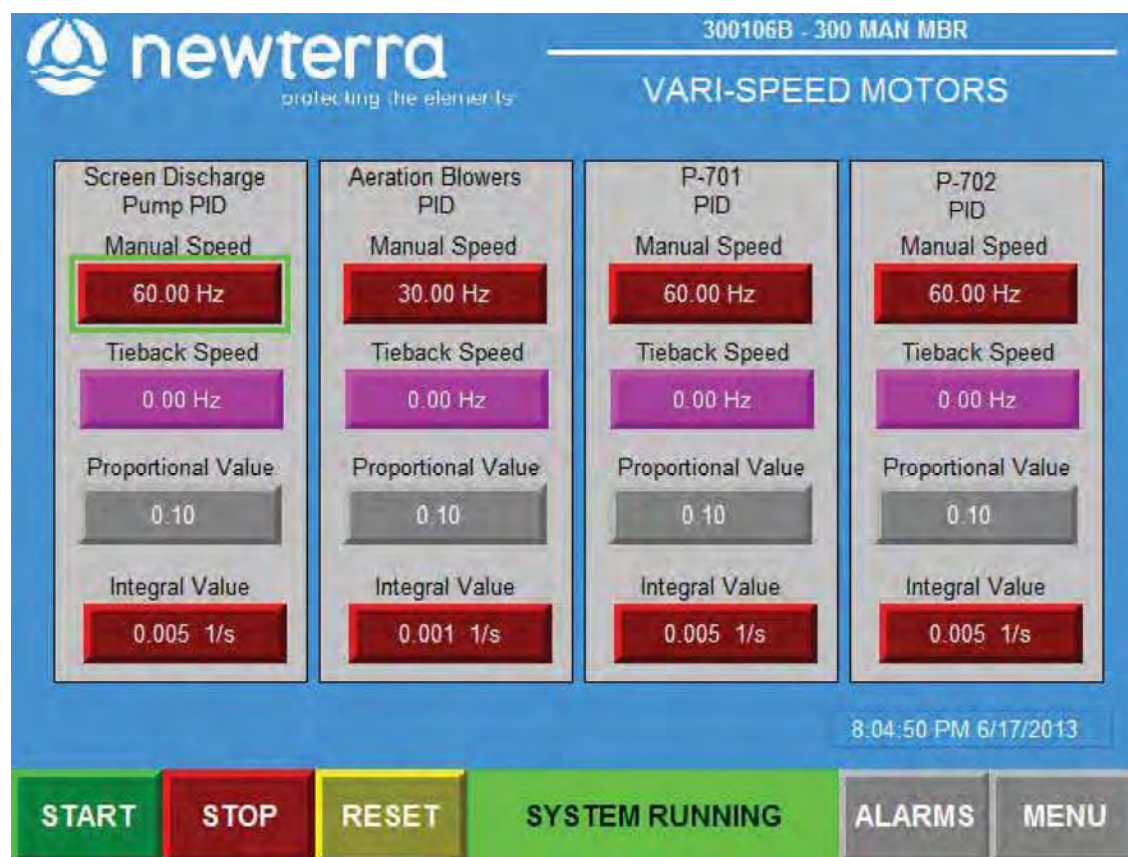 newterra
protecting the elements
300106B - 300 MAN MBR
VARI-SPEED MOTORS
Screen Discharge
Pump PID
Manual Speed
60.00 Hz
Tieback Speed
0.00 Hz
Proportional Value
0.10
Integral Value
0.005 1/s
Aeration Blowers
PID
Manual Speed
30.00 Hz
Tieback Speed
0.00 Hz
Proportional Value
0.10
Integral Value
0.001 1/s
P-701
PID
Manual Speed
60.00 Hz
Tieback Speed
0.00 Hz
Proportional Value
0.10
Integral Value
0.005 1/s
P-702
PID
Manual Speed
60.00 Hz
Tieback Speed
0.00 Hz
Proportional Value
0.10
Integral Value
0.005 1/s
8:04:50 PM 6/17/2013
START STOP RESET SYSTEM RUNNING ALARMS MENU